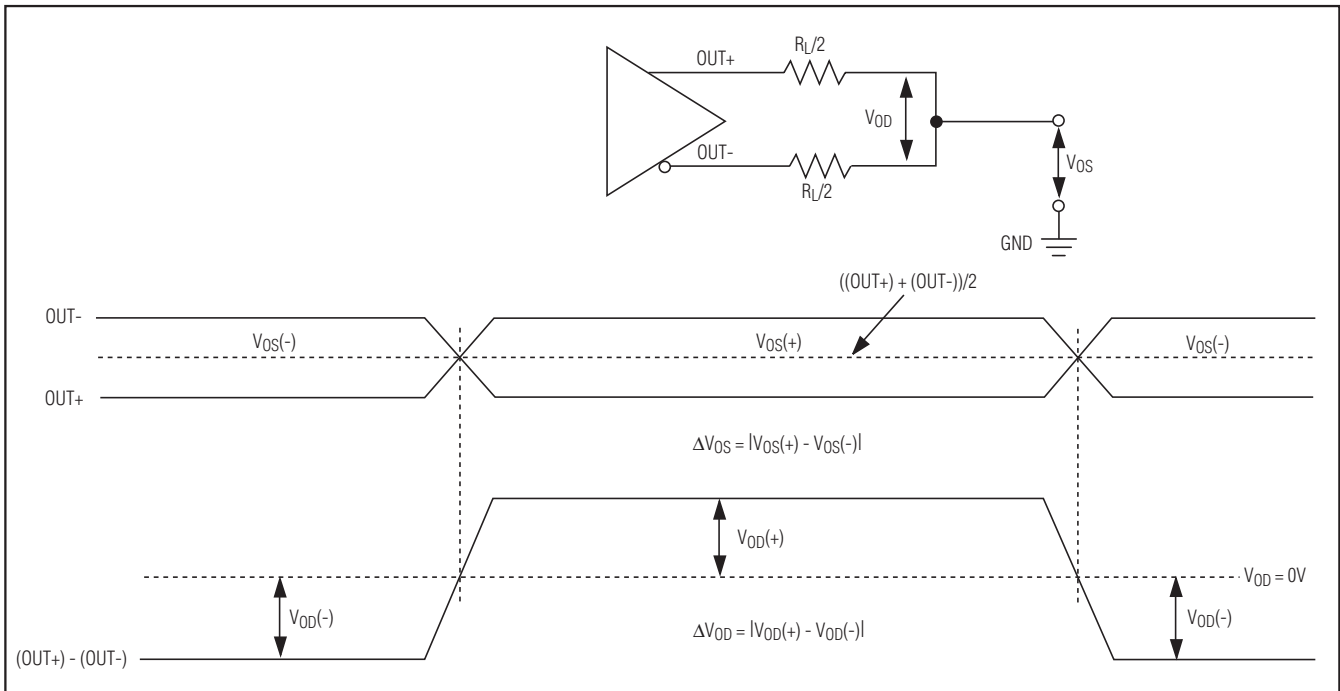 OUT+
R_L/2
V_OD
OUT-
R_L/2
V_OS
GND
((OUT+) + (OUT-))/2
OUT-
V_OS(-)
V_OS(+)
V_OS(-)
OUT+
ΔV_OS = |V_OS(+) - V_OS(-)|
V_OD(+)
V_OD = 0V
V_OD(-)
V_OD(-)
ΔV_OD = |V_OD(+) - V_OD(-)|
(OUT+) - (OUT-)